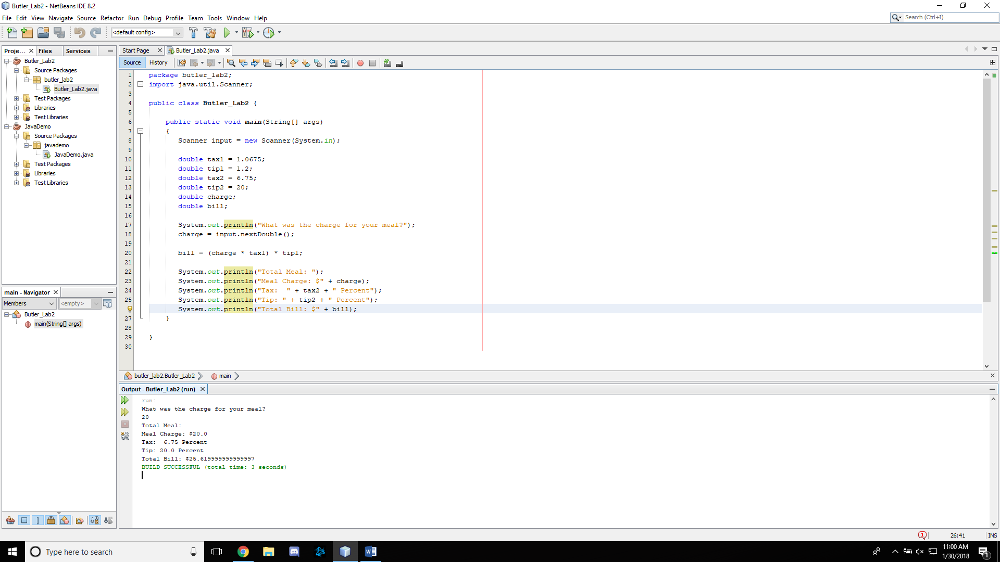 Butler_Lab2 - NetBeans IDE 8.2
File Edit View Navigate Source Refactor Run Debug Profile Team Tools Window Help
Search (Ctrl+I)
<default config>
Proje... Files Services
Butler_Lab2
Source Packages
butler_lab2
Butler_Lab2.java
Test Packages
Libraries
Test Libraries
JavaDemo
Source Packages
javademo
JavaDemo.java
Test Packages
Libraries
Test Libraries
main - Navigator
Members <empty>
Butler_Lab2
main(String[] args)
Start Page Butler_Lab2.java
Source History
1 package butler_lab2;
2 import java.util.Scanner;
3
4 public class Butler_Lab2 {
5
6 public static void main(String[] args)
7 {
8 Scanner input = new Scanner(System.in);
9
10 double tax1 = 1.0675;
11 double tip1 = 1.2;
12 double tax2 = 6.75;
13 double tip2 = 20;
14 double charge;
15 double bill;
16
17 System.out.println("What was the charge for your meal?");
18 charge = input.nextDouble();
19
20 bill = (charge * tax1) * tip1;
21
22 System.out.println("Total Meal: ");
23 System.out.println("Meal Charge: $" + charge);
24 System.out.println("Tax:  " + tax2 + " Percent");
25 System.out.println("Tip: " + tip2 + " Percent");
System.out.println("Total Bill: $" + bill);
27 }
28
29 }
30
butler_lab2.Butler_Lab2 main
Output - Butler_Lab2 (run)
run:
What was the charge for your meal?
20
Total Meal:
Meal Charge: $20.0
Tax:  6.75 Percent
Tip: 20.0 Percent
Total Bill: $25.619999999999997
BUILD SUCCESSFUL (total time: 3 seconds)
1 26:41 INS
Type here to search
11:00 AM
1/30/2018
1